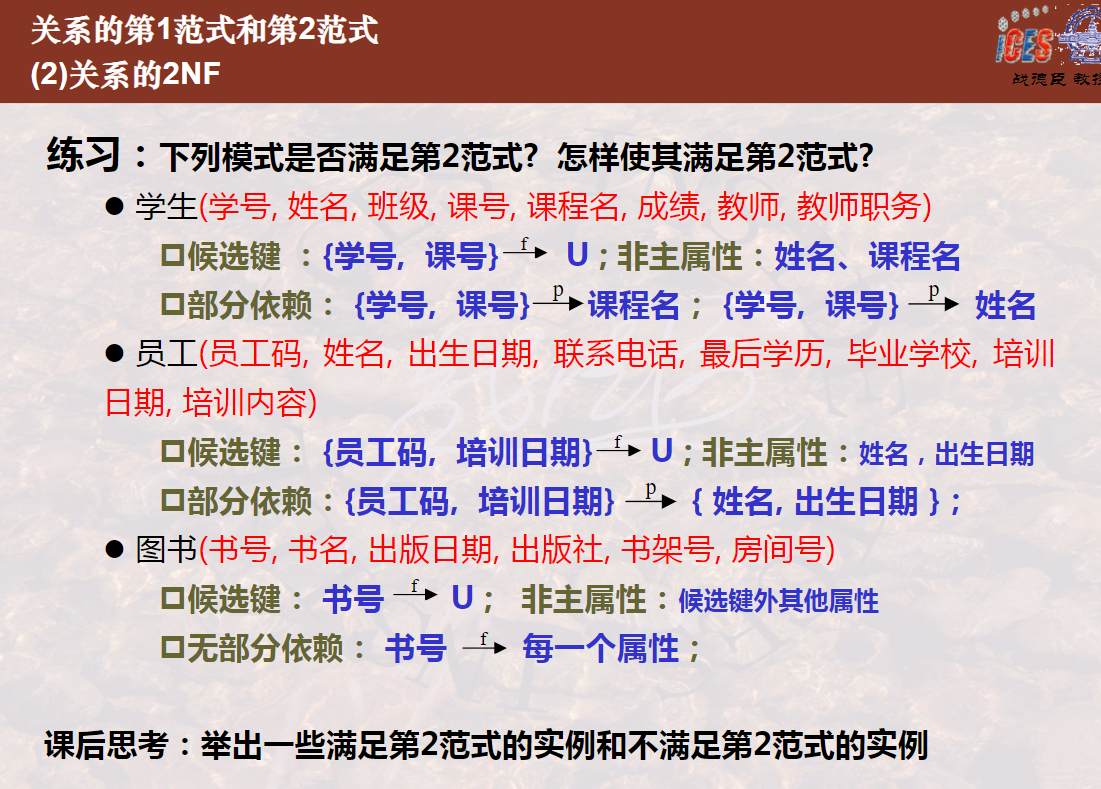 关系的第1范式和第2范式
(2)关系的2NF
iCES
战德臣 教授
练习：下列模式是否满足第2范式？怎样使其满足第2范式？
● 学生(学号, 姓名, 班级, 课号, 课程名, 成绩, 教师, 教师职务)
候选键 ：{学号, 课号} f U；非主属性：姓名、课程名
部分依赖： {学号, 课号} p 课程名； {学号, 课号} p 姓名
● 员工(员工码, 姓名, 出生日期, 联系电话, 最后学历, 毕业学校, 培训
日期, 培训内容)
候选键： {员工码, 培训日期} f U；非主属性：姓名，出生日期
部分依赖：{员工码, 培训日期} p { 姓名, 出生日期 }；
● 图书(书号, 书名, 出版日期, 出版社, 书架号, 房间号)
候选键： 书号 f U； 非主属性：候选键外其他属性
无部分依赖： 书号 f 每一个属性；
课后思考：举出一些满足第2范式的实例和不满足第2范式的实例